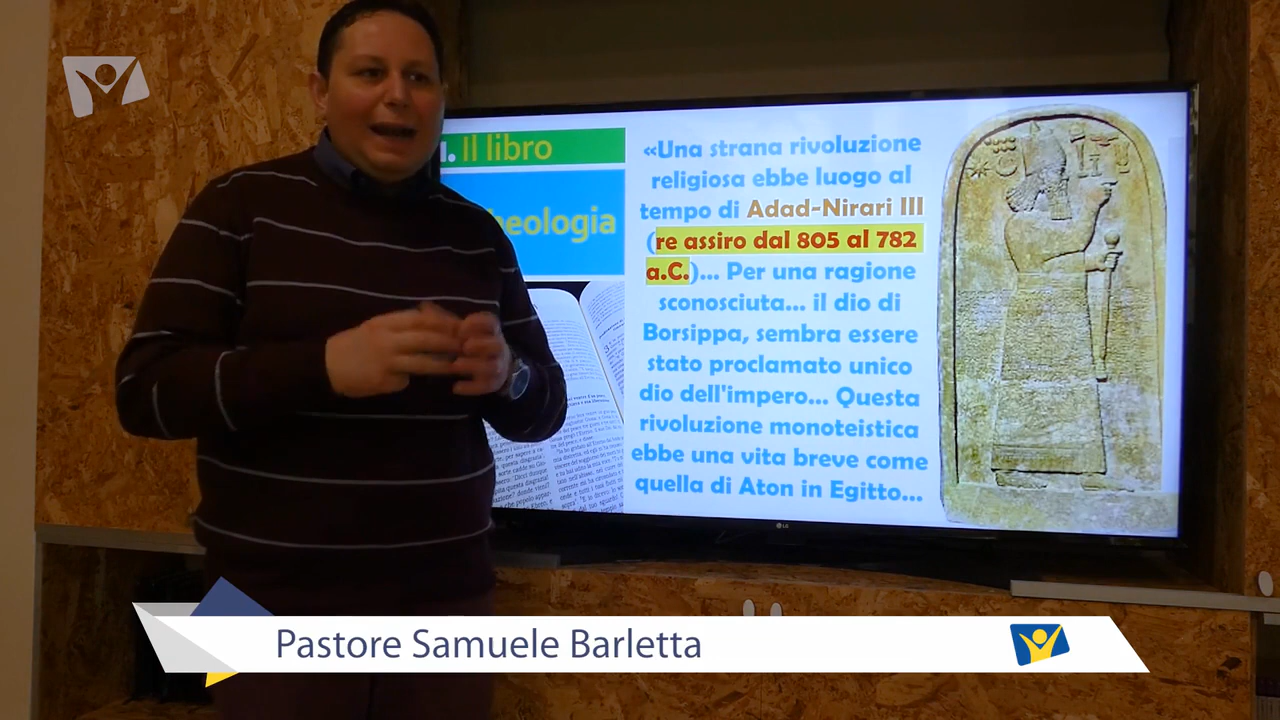 . Il libro
heologia
«Una strana rivoluzione
religiosa ebbe luogo al
tempo di Adad-Nirari III
(re assiro dal 805 al 782
a.C.)... Per una ragione
sconosciuta... il dio di
Borsippa, sembra essere
stato proclamato unico
dio dell'impero... Questa
rivoluzione monoteistica
ebbe una vita breve come
quella di Aton in Egitto...
LG
Pastore Samuele Barletta